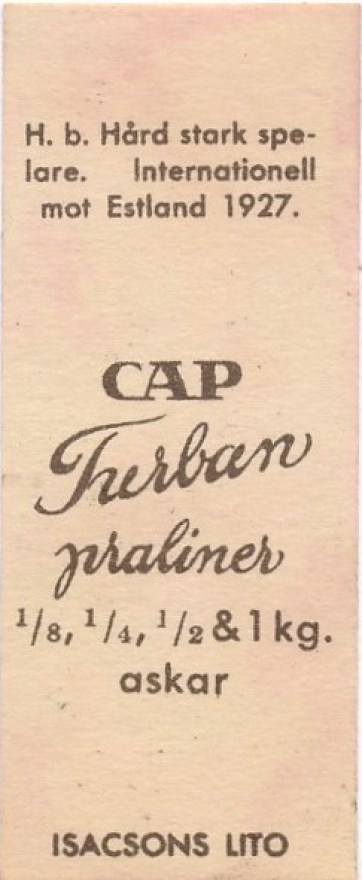 H. b. Hård stark spe-
lare. Internationell
mot Estland 1927.
CAP
Turban
praliner
1/8, 1/4, 1/2 & 1 kg.
askar
ISACSONS LITO